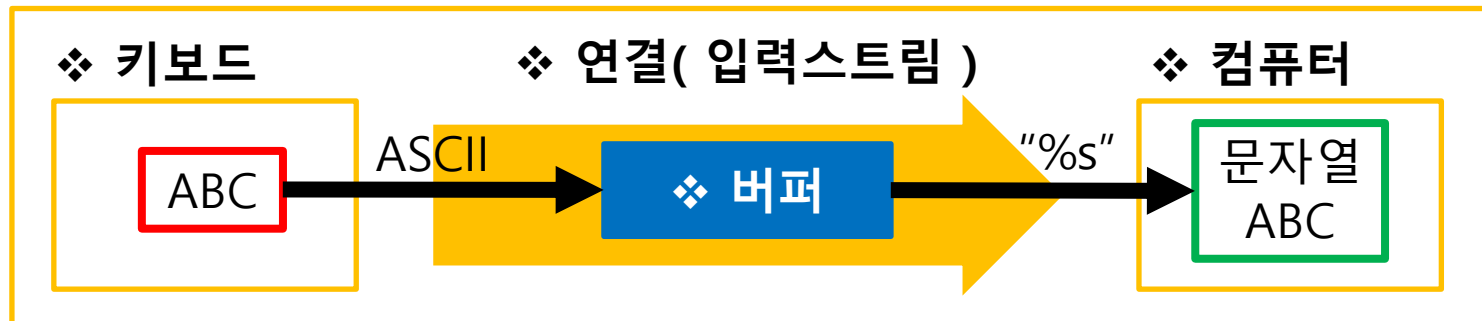 ❖ 키보드
❖ 연결( 입력스트림 )
❖ 컴퓨터
ABC
ASCII
❖ 버퍼
"%s"
문자열
ABC